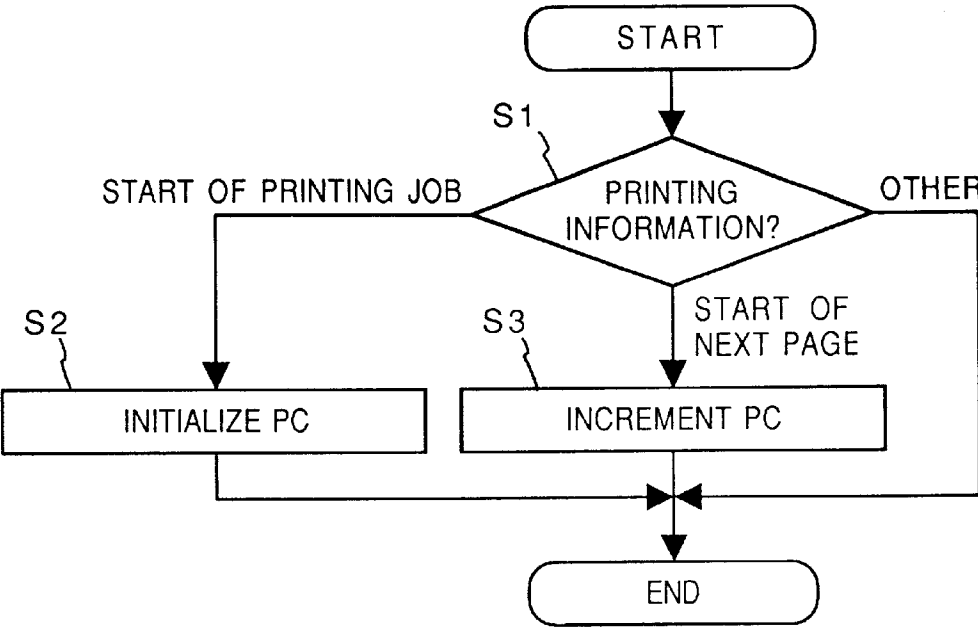 START
S1
START OF PRINTING JOB
PRINTING
INFORMATION?
OTHER
S2
S3
START OF
NEXT PAGE
INITIALIZE PC
INCREMENT PC
END